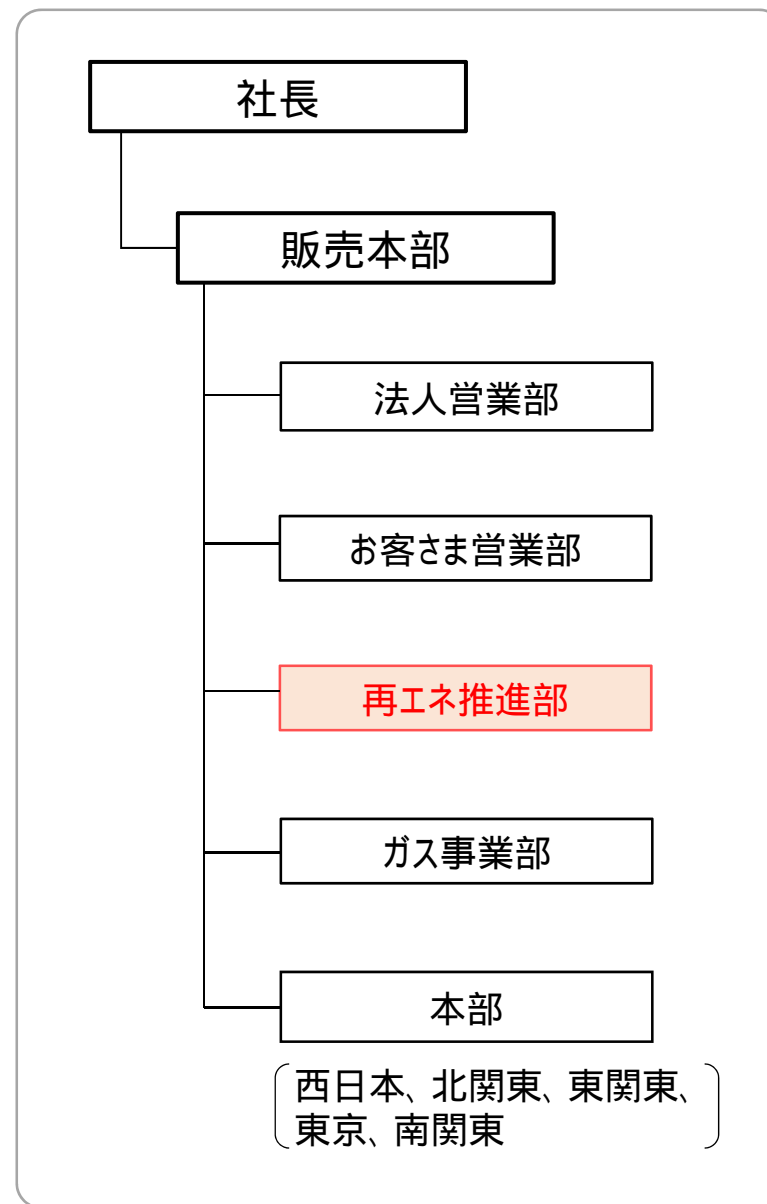 社長
販売本部
法人営業部
お客さま営業部
再エネ推進部
ガス事業部
本部
西日本、北関東、東関東、
東京、南関東